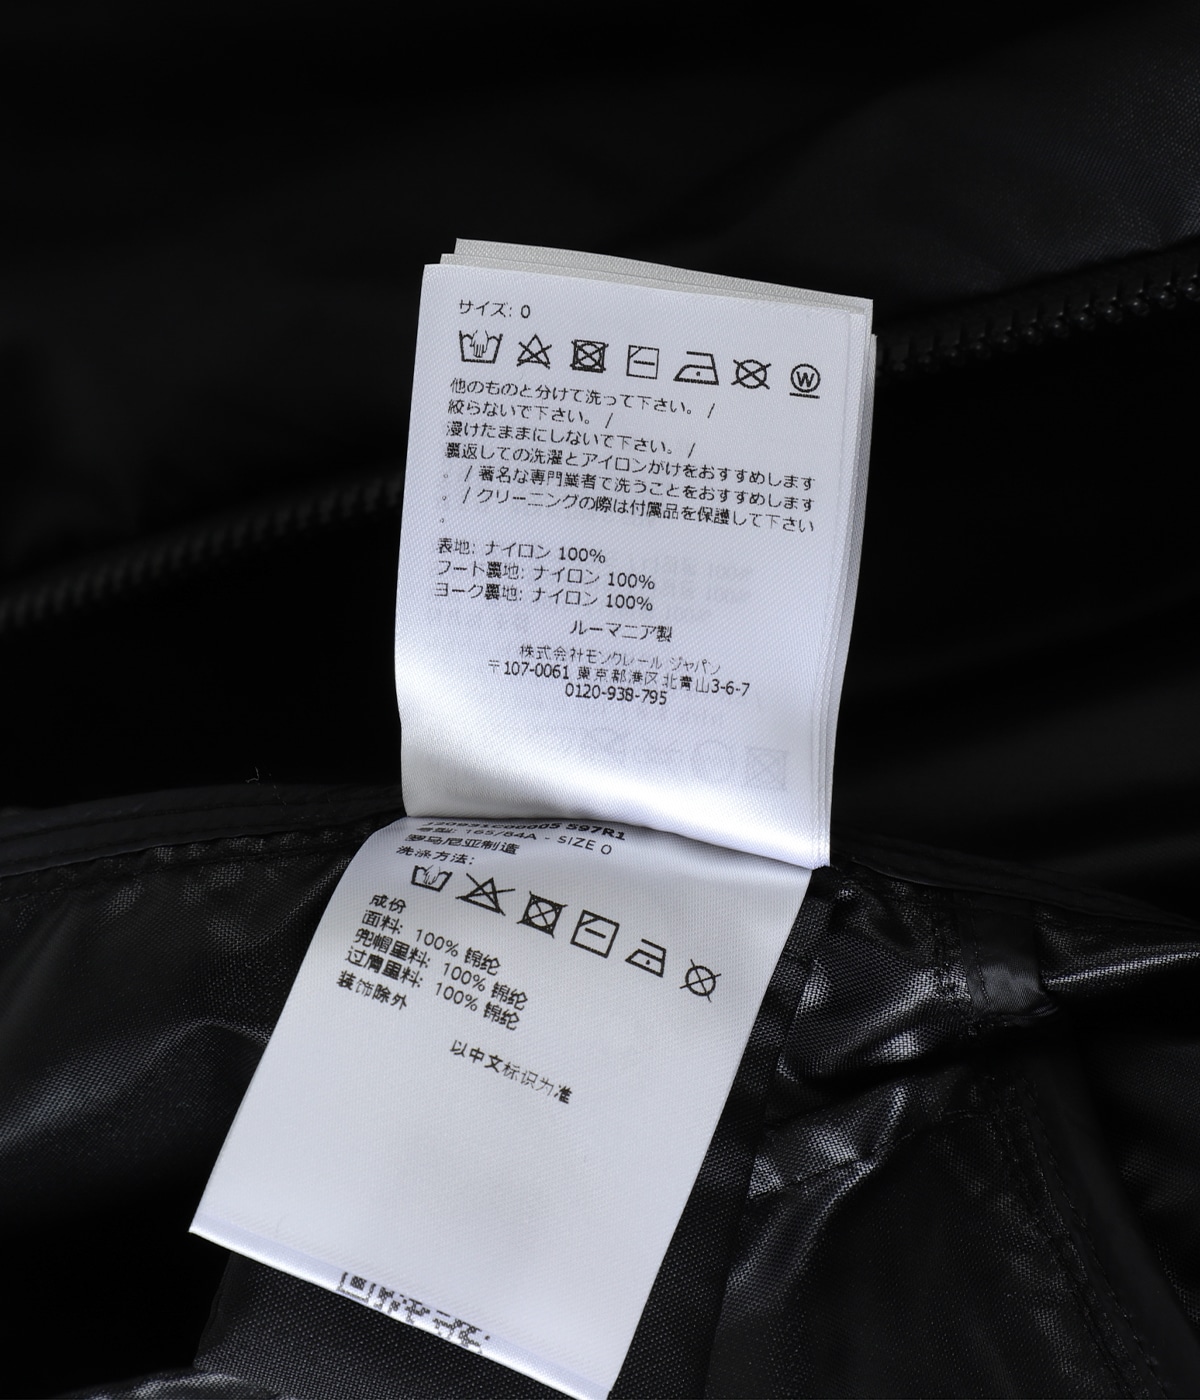 サイズ: 0
W
他のものと分けて洗って下さい。 /
絞らないで下さい。 /
浸けたままにしないで下さい。 /
裏返しての洗濯とアイロンがけをおすすめします
。 / 著名な専門業者で洗うことをおすすめします
。 / クリーニングの際は付属品を保護して下さい
。
表地: ナイロン 100%
フード裏地: ナイロン 100%
ヨーク裏地: ナイロン 100%
ルーマニア製
株式会社モンクレール ジャパン
〒107-0061 東京都港区北青山3-6-7
0120-938-795
597R1
号型: 165/84A - SIZE 0
罗马尼亚制造
洗涤方法:
成份
面料: 100% 锦纶
兜帽里料: 100% 锦纶
过肩里料: 100% 锦纶
装饰除外
以中文标识为准